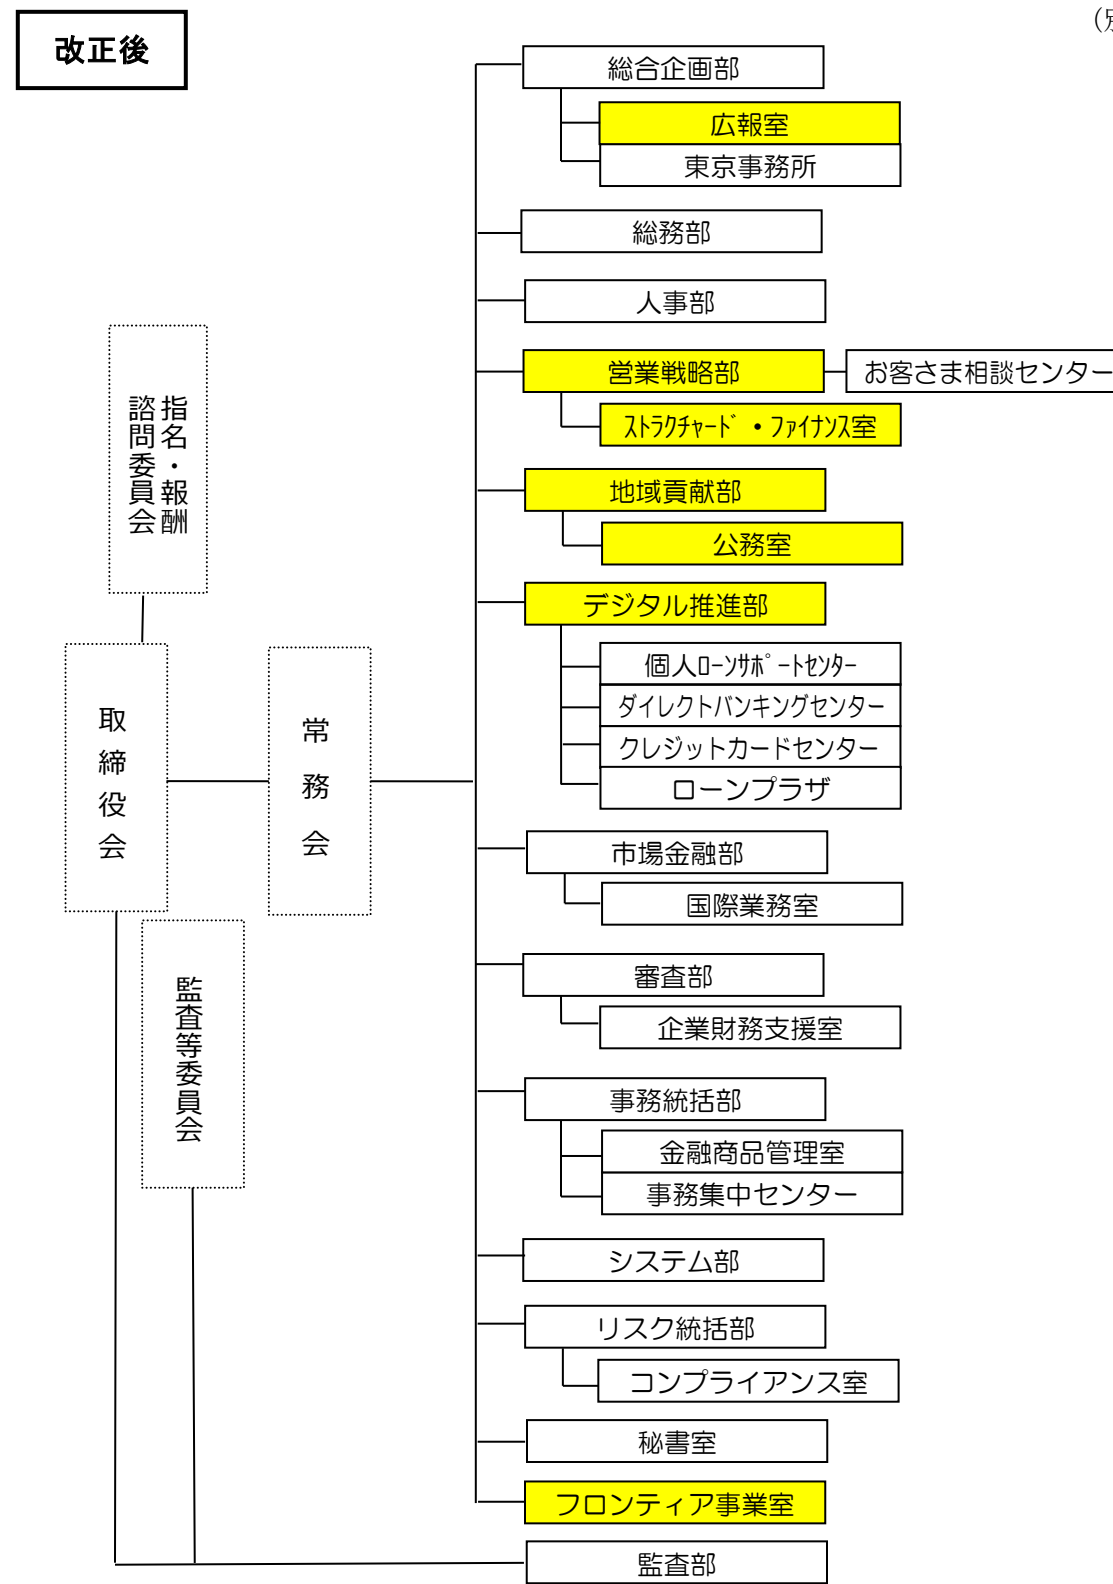 改正後
(別
総合企画部
広報室
東京事務所
総務部
人事部
営業戦略部
お客さま相談センター
ｽﾄﾗｸﾁｬｰﾄﾞ・ﾌｧｲﾅﾝｽ室
地域貢献部
公務室
デジタル推進部
個人ﾛｰﾝｻﾎﾟｰﾄｾﾝﾀｰ
ダイレクトバンキングセンター
クレジットカードセンター
ローンプラザ
市場金融部
国際業務室
審査部
企業財務支援室
事務統括部
金融商品管理室
事務集中センター
システム部
リスク統括部
コンプライアンス室
秘書室
フロンティア事業室
監査部
指名・報酬
諮問委員会
取締役会
常務会
監査等委員会